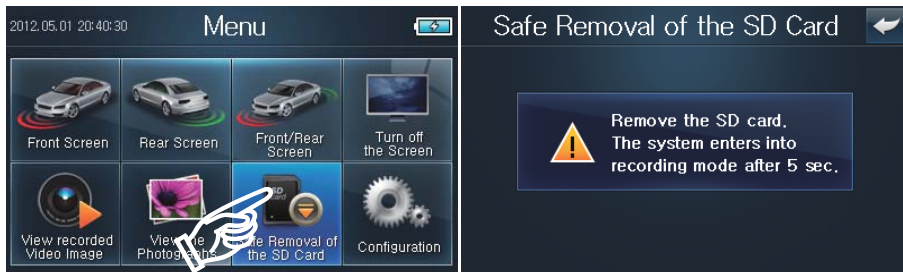 2012.05.01 20:40:30
Menu
Front Screen
Rear Screen
Front/Rear
Screen
Turn off
the Screen
View recorded
Video Image
View
Photog
SD
Removal of
the SD Card
Configuration
Safe Removal of the SD Card
Remove the SD card.
The system enters into
recording mode after 5 sec.